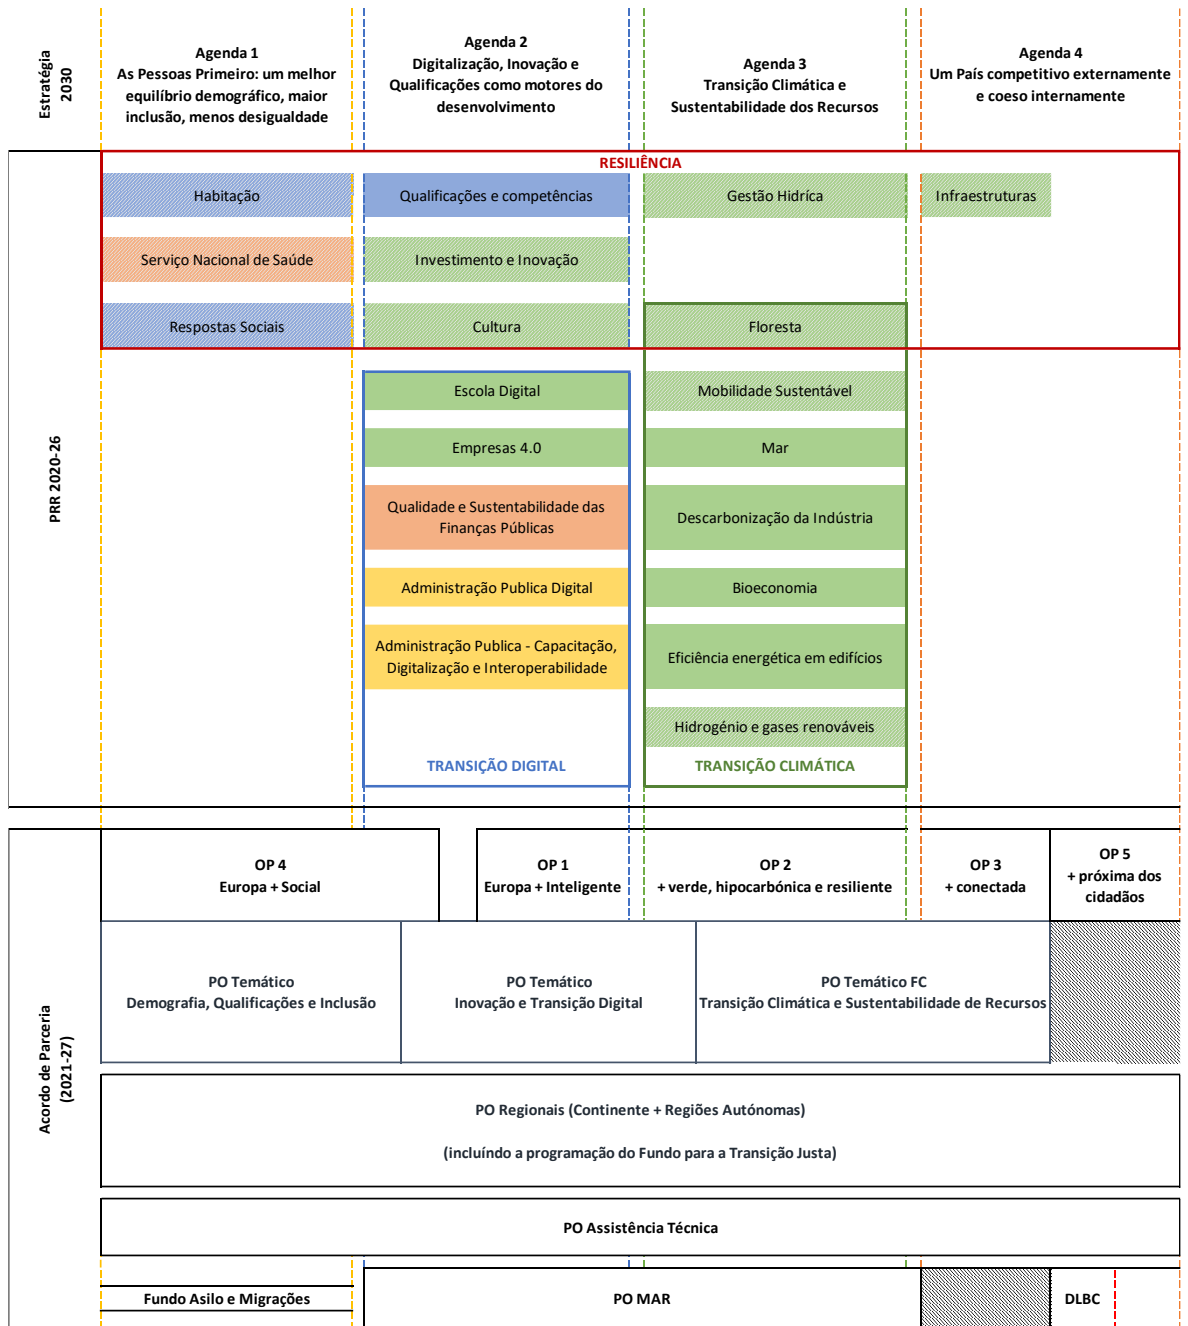 Estratégia
2030
Agenda 1
As Pessoas Primeiro: um melhor
equilíbrio demográfico, maior
inclusão, menos desigualdade
Agenda 2
Digitalização, Inovação e
Qualificações como motores do
desenvolvimento
Agenda 3
Transição Climática e
Sustentabilidade dos Recursos
Agenda 4
Um País competitivo externamente
e coeso internamente
PRR 2020-26
RESILIÊNCIA
Habitação
Qualificações e competências
Gestão Hidríca
Infraestruturas
Serviço Nacional de Saúde
Investimento e Inovação
Respostas Sociais
Cultura
Floresta
Escola Digital
Mobilidade Sustentável
Empresas 4.0
Mar
Qualidade e Sustentabilidade das
Finanças Públicas
Descarbonização da Indústria
Administração Publica Digital
Bioeconomia
Administração Publica - Capacitação,
Digitalização e Interoperabilidade
Eficiência energética em edifícios
Hidrogénio e gases renováveis
TRANSIÇÃO DIGITAL
TRANSIÇÃO CLIMÁTICA
Acordo de Parceria
(2021-27)
OP 4
Europa + Social
OP 1
Europa + Inteligente
OP 2
+ verde, hipocarbónica e resiliente
OP 3
+ conectada
OP 5
+ próxima dos
cidadãos
PO Temático
Demografia, Qualificações e Inclusão
PO Temático
Inovação e Transição Digital
PO Temático FC
Transição Climática e Sustentabilidade de Recursos
PO Regionais (Continente + Regiões Autónomas)
(incluíndo a programação do Fundo para a Transição Justa)
PO Assistência Técnica
Fundo Asilo e Migrações
PO MAR
DLBC